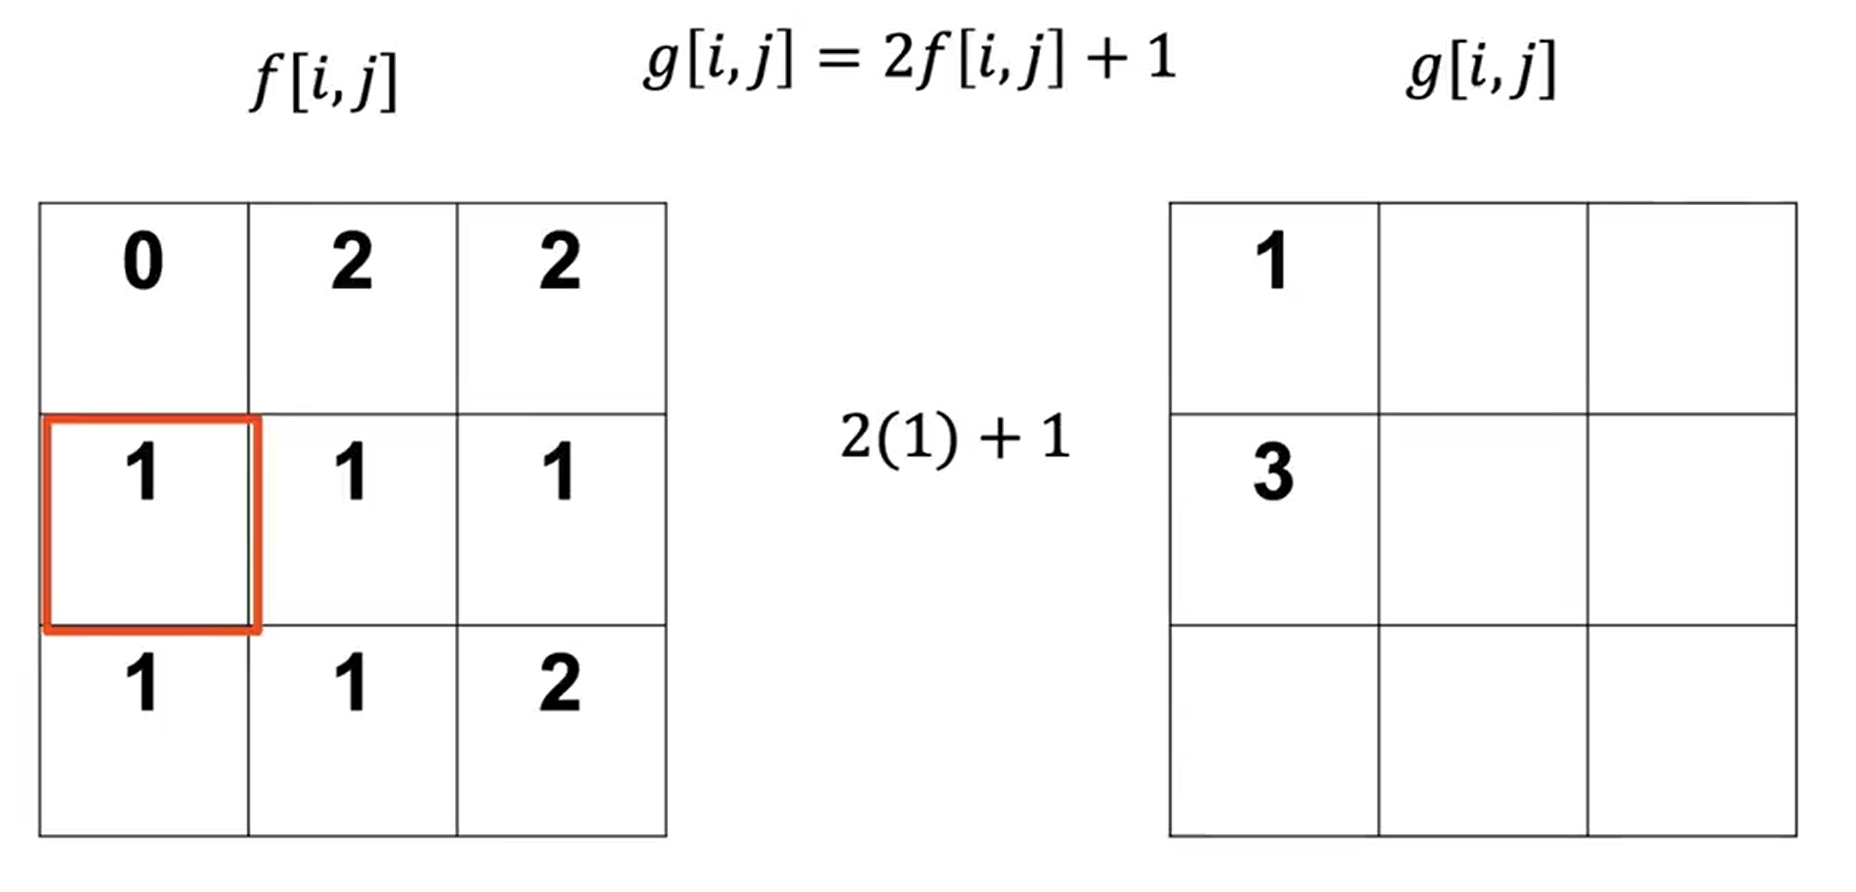 f[i,j] g[i,j] = 2f[i,j] + 1 g[i,j]
0 2 2 1
1 1 1 2(1) + 1 3
1 1 2